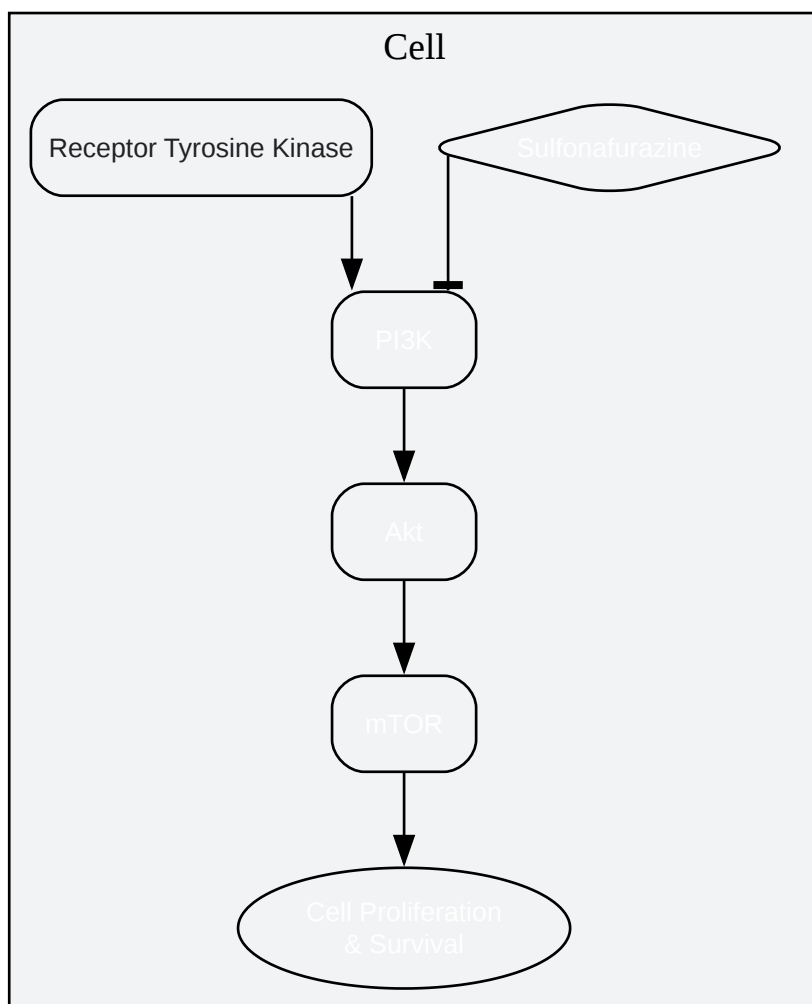 Cell
Receptor Tyrosine Kinase
Sulfonafurazine
PI3K
Akt
mTOR
Cell Proliferation
& Survival